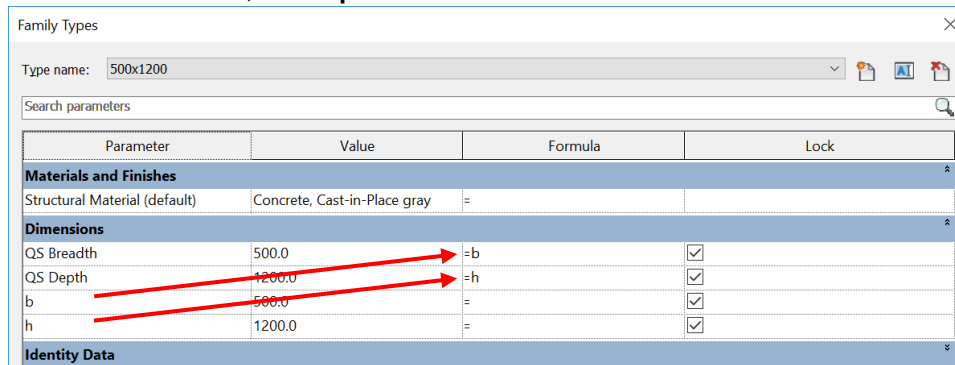 Family Types
Type name: 500x1200
Search parameters
Parameter Value Formula Lock
Materials and Finishes
Structural Material (default) Concrete, Cast-in-Place gray =
Dimensions
QS Breadth 500.0 =b
QS Depth 1200.0 =h
b 500.0 =
h 1200.0 =
Identity Data